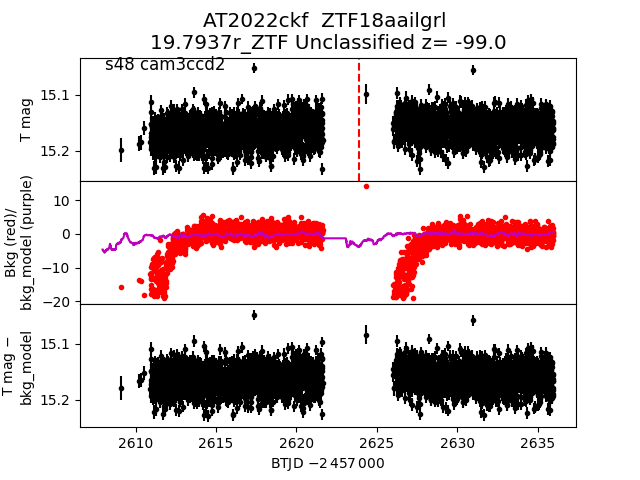 AT2022ckf  ZTF18aailgrl
19.7937r_ZTF Unclassified z= -99.0
s48 cam3ccd2
T mag
15.1
15.2
Bkg (red)/
bkg_model (purple)
10
0
−10
−20
T mag −
bkg_model
15.1
15.2
2610 2615 2620 2625 2630 2635
BTJD −2 457 000